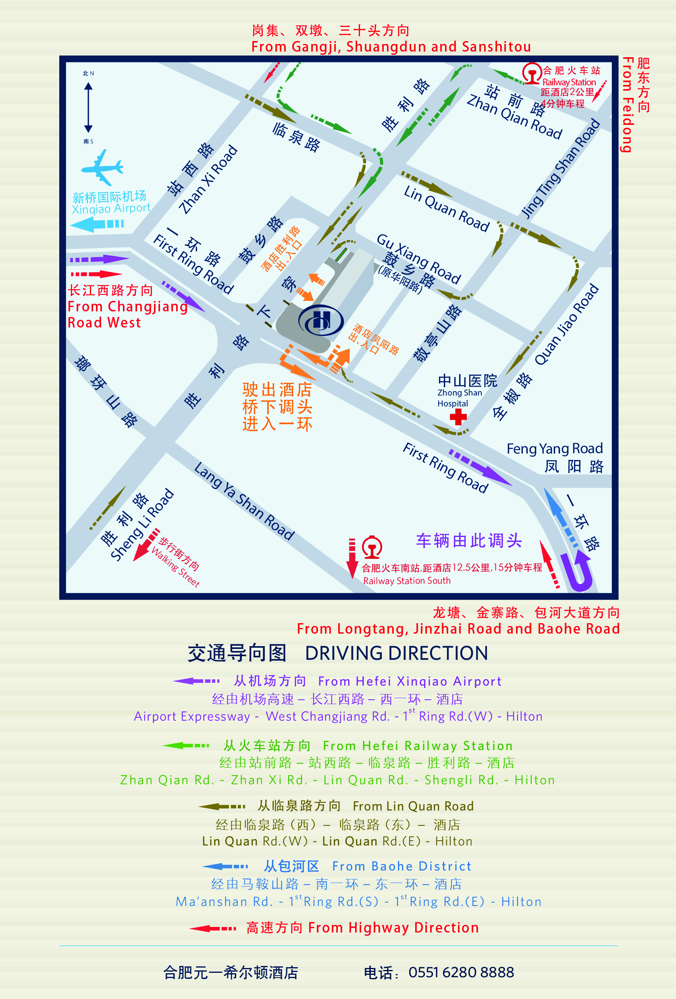 岗集、双墩、三十头方向
From Gangji, Shuangdun and Sanshitou
肥东方向
From Feidong
北 N
南 S
合肥火车站
Railway Station
距酒店2公里
4分钟车程
站前路
Zhan Qian Road
胜利路
临泉路
站西路
Zhan Xi Road
Jing Ting Shan Road
新桥国际机场
Xinqiao Airport
Lin Quan Road
一环路
First Ring Road
鼓乡路
酒店胜利路
出、入口
Gu Xiang Road
鼓乡路
(原华阳路)
长江西路方向
From Changjiang
Road West
下穿
敬亭山路
Quan Jiao Road
全椒路
酒店凤阳路
出、入口
胜利路
琊玡山路
驶出酒店
桥下调头
进入一环
中山医院
Zhong Shan
Hospital
First Ring Road
Feng Yang Road
凤阳路
一环路
Lang Ya Shan Road
胜利路
Sheng Li Road
步行街方向
Walking Street
车辆由此调头
合肥火车南站,距酒店12.5公里,15分钟车程
Railway Station South
龙塘、金寨路、包河大道方向
From Longtang, Jinzhai Road and Baohe Road
交通导向图 DRIVING DIRECTION
从机场方向 From Hefei Xinqiao Airport
经由机场高速 – 长江西路 – 西一环 – 酒店
Airport Expressway - West Changjiang Rd. - 1st Ring Rd.(W) - Hilton
从火车站方向 From Hefei Railway Station
经由站前路 – 站西路 – 临泉路 – 胜利路 – 酒店
Zhan Qian Rd. - Zhan Xi Rd. - Lin Quan Rd. - Shengli Rd. - Hilton
从临泉路方向 From Lin Quan Road
经由临泉路 (西) – 临泉路 (东) – 酒店
Lin Quan Rd.(W) - Lin Quan Rd.(E) - Hilton
从包河区 From Baohe District
经由马鞍山路 – 南一环 – 东一环 – 酒店
Ma'anshan Rd. - 1st Ring Rd.(S) - 1st Ring Rd.(E) - Hilton
高速方向 From Highway Direction
合肥元一希尔顿酒店 电话：0551 6280 8888